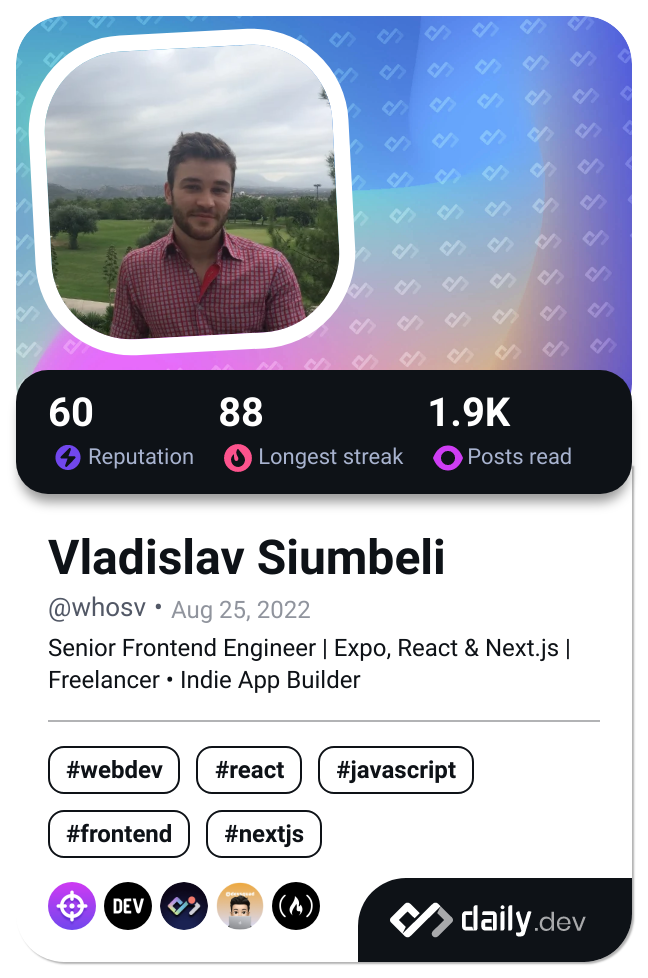 60 88 1.9K
Reputation Longest streak Posts read
Vladislav Siumbeli
@whosv • Aug 25, 2022
Senior Frontend Engineer | Expo, React & Next.js |
Freelancer • Indie App Builder
#webdev #react #javascript
#frontend #nextjs
DEV
daily.dev